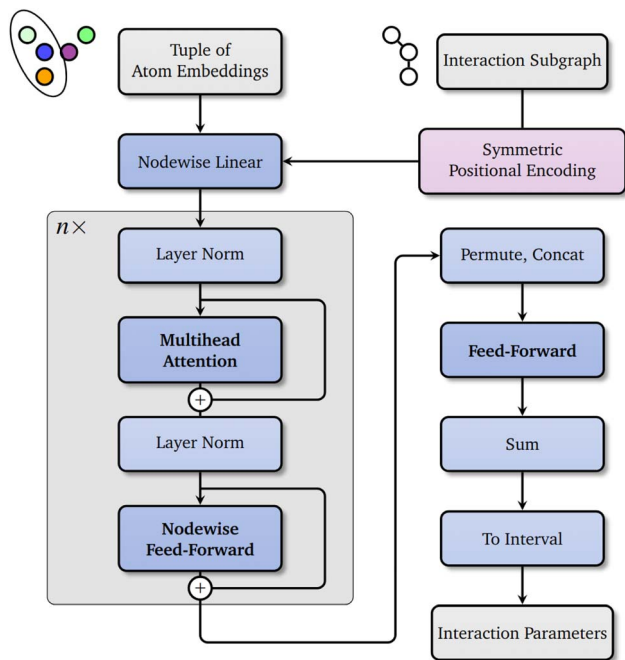 Tuple of
Atom Embeddings
Interaction Subgraph
Nodewise Linear
Symmetric
Positional Encoding
n×
Layer Norm
Multihead
Attention
+
Layer Norm
Nodewise
Feed-Forward
+
Permute, Concat
Feed-Forward
Sum
To Interval
Interaction Parameters